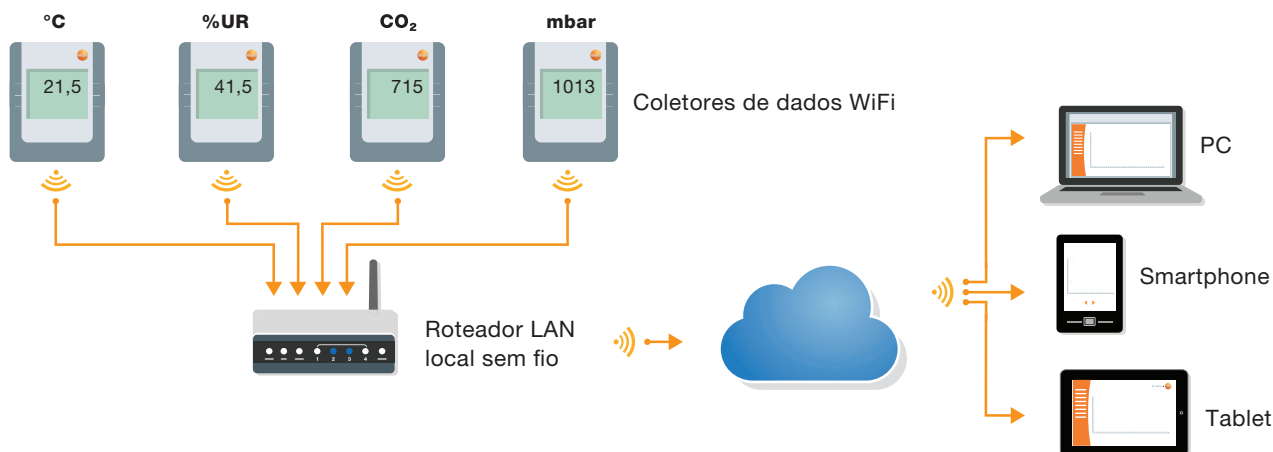 °C
%UR
CO₂
mbar
21,5
41,5
715
1013
Coletores de dados WiFi
PC
Smartphone
Roteador LAN
local sem fio
1 2 3 4
Tablet